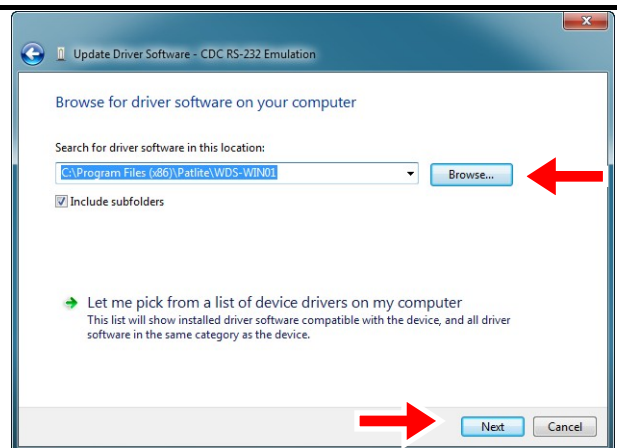 Update Driver Software - CDC RS-232 Emulation
Browse for driver software on your computer
Search for driver software in this location:
C:\Program Files (x86)\Patlite\WDS-WIN01
Browse...
Include subfolders
Let me pick from a list of device drivers on my computer
This list will show installed driver software compatible with the device, and all driver
software in the same category as the device.
Next
Cancel